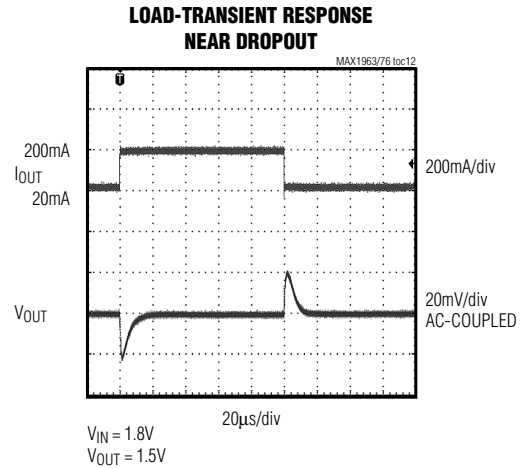 LOAD-TRANSIENT RESPONSE
NEAR DROPOUT
MAX1963/76 toc12
T
200mA
IOUT
20mA
200mA/div
VOUT
20mV/div
AC-COUPLED
20µs/div
VIN = 1.8V
VOUT = 1.5V